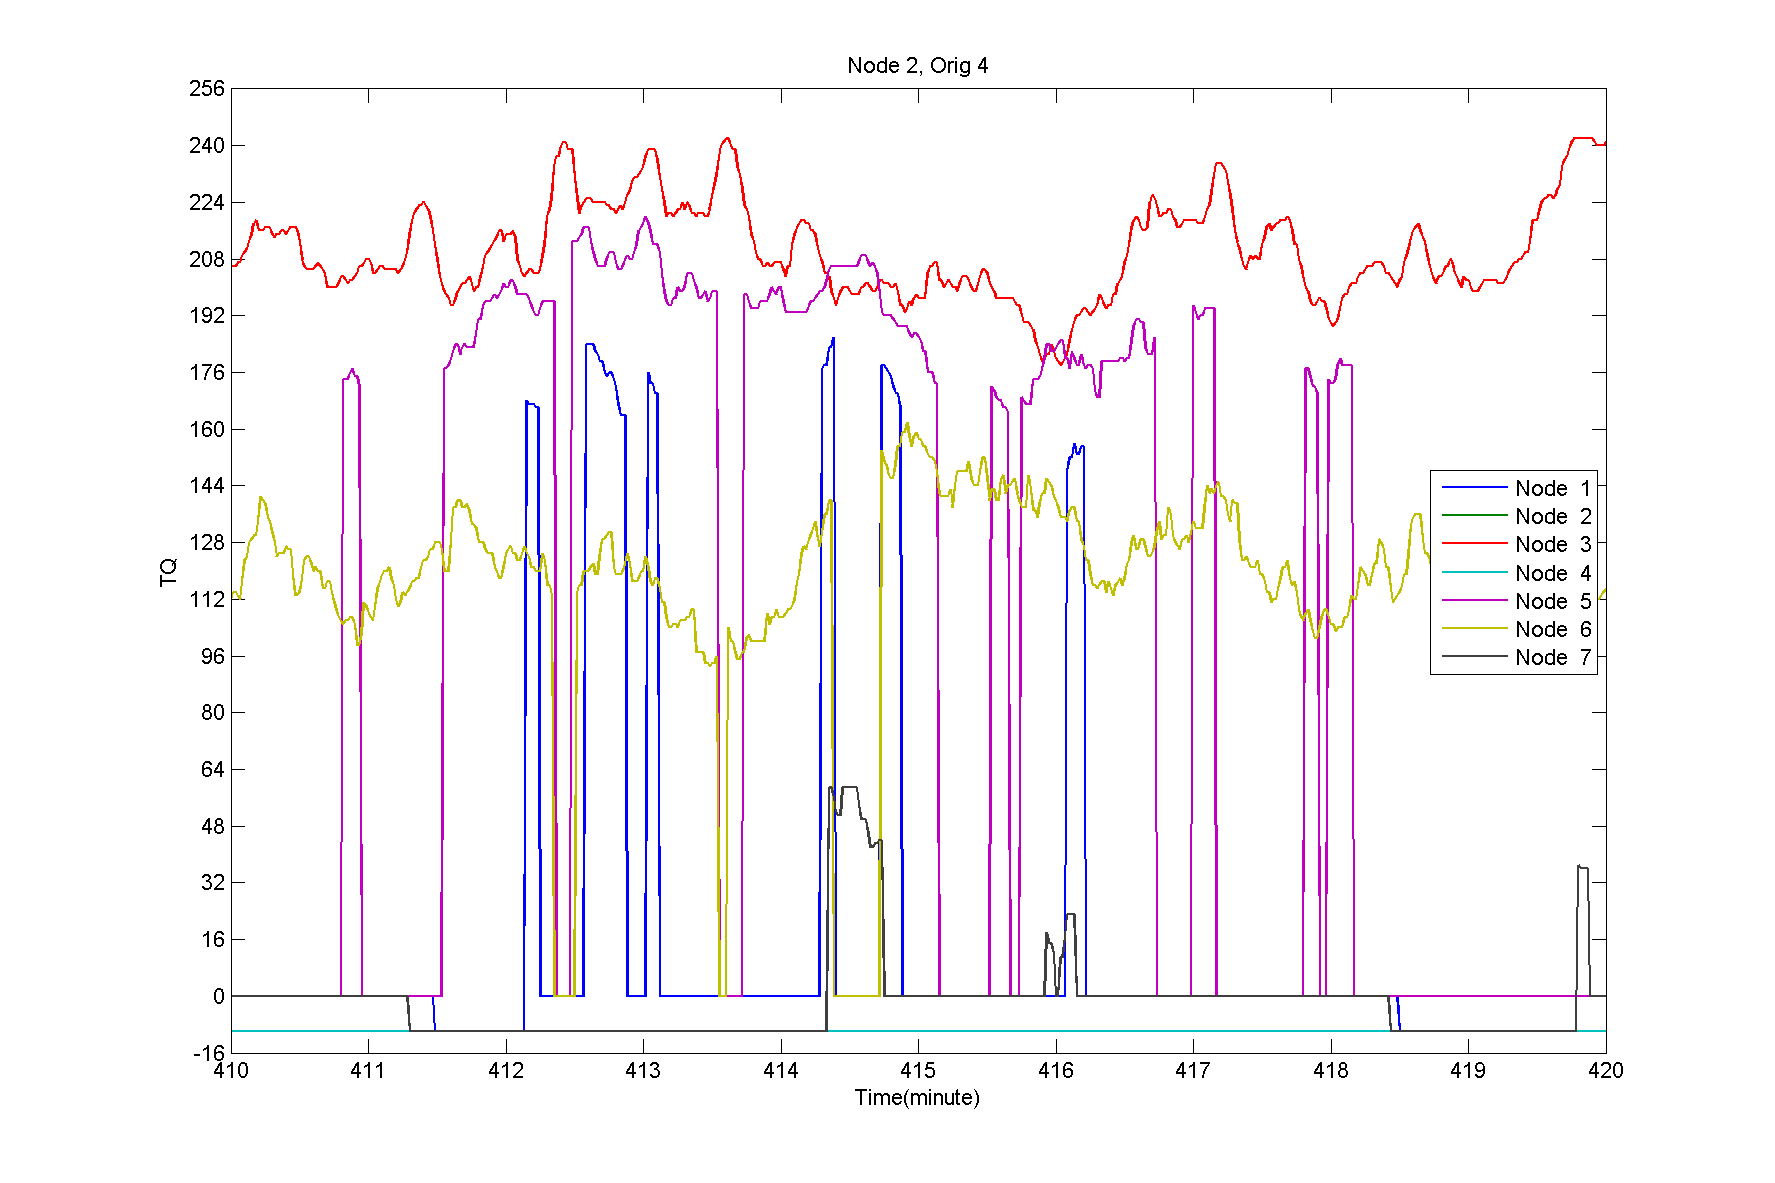 Node 2, Orig 4
256
240
224
208
192
176
160
144
128
112
96
80
64
48
32
16
0
-16
TQ
Node 1
Node 2
Node 3
Node 4
Node 5
Node 6
Node 7
410 411 412 413 414 415 416 417 418 419 420
Time(minute)